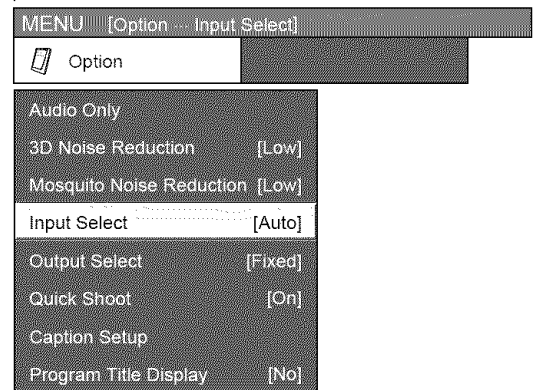 MENU [Option ··· Input Select]
Option
Audio Only
3D Noise Reduction [Low]
Mosquito Noise Reduction [Low]
Input Select [Auto]
Output Select [Fixed]
Quick Shoot [On]
Caption Setup
Program Title Display [No]